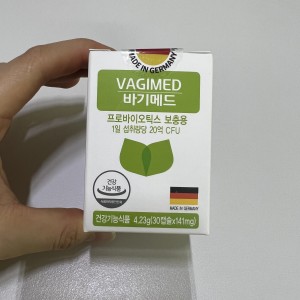 MADE IN GERMANY
VAGIMED
바기메드
프로바이오틱스 보충용
1일 섭취량당 20억 CFU
건강
기능식품
MADE IN GERMANY
건강기능식품 4.23g(30캡슐x141mg)